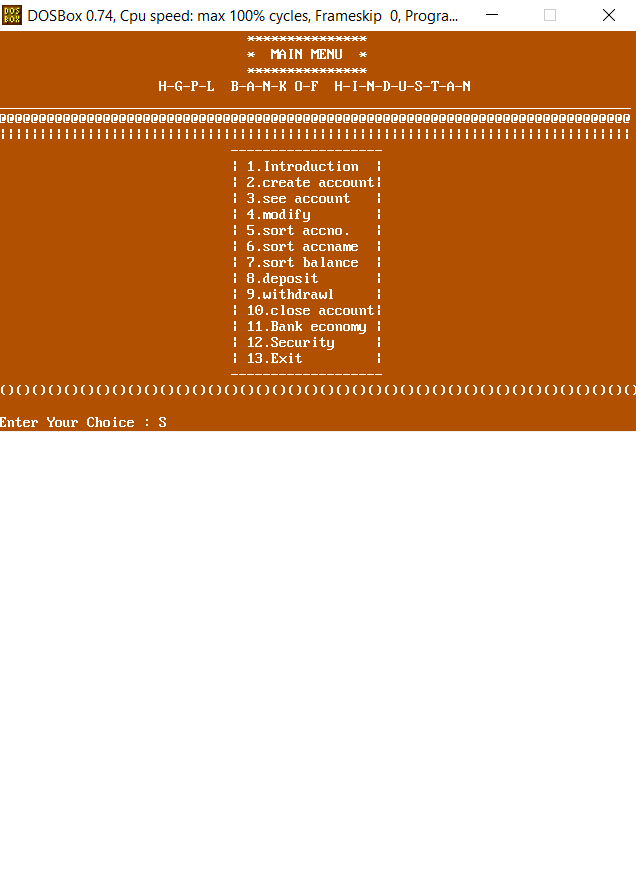 DOSBox 0.74, Cpu speed: max 100% cycles, Frameskip 0, Progra...
***************
* MAIN MENU *
***************
H-G-P-L B-A-N-K O-F H-I-N-D-U-S-T-A-N
@@@@@@@@@@@@@@@@@@@@@@@@@@@@@@@@@@@@@@@@@@@@@@@@@@@@@@@@@@@@@@@@@@@@@@@@@@@@@@@
¦¦¦¦¦¦¦¦¦¦¦¦¦¦¦¦¦¦¦¦¦¦¦¦¦¦¦¦¦¦¦¦¦¦¦¦¦¦¦¦¦¦¦¦¦¦¦¦¦¦¦¦¦¦¦¦¦¦¦¦¦¦¦¦¦¦¦¦¦¦¦¦¦¦¦¦¦
-------------------
¦ 1.Introduction ¦
¦ 2.create account¦
¦ 3.see account ¦
¦ 4.modify ¦
¦ 5.sort accno. ¦
¦ 6.sort accname ¦
¦ 7.sort balance ¦
¦ 8.deposit ¦
¦ 9.withdrawl ¦
¦ 10.close account¦
¦ 11.Bank economy ¦
¦ 12.Security ¦
¦ 13.Exit ¦
-------------------
()()()()()()()()()()()()()()()()()()()()()()()()()()()()()()()()()()()()()()()()
Enter Your Choice : S